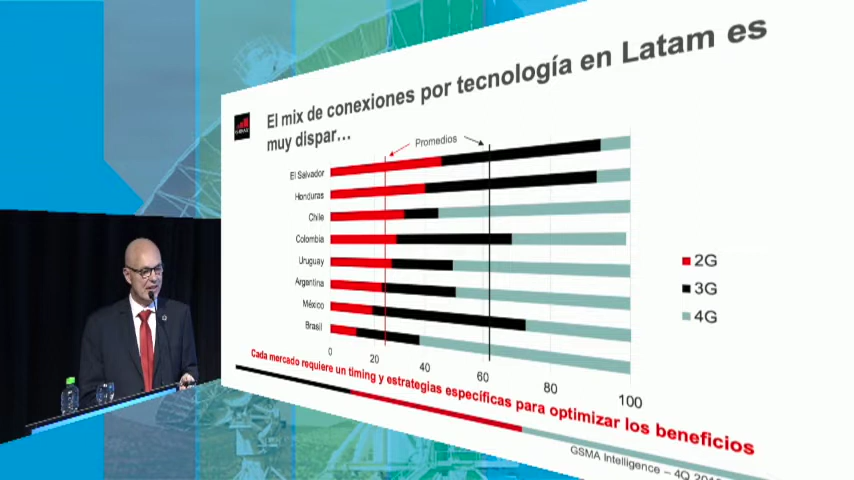 El mix de conexiones por tecnología en Latam es
muy dispar...
Promedios
El Salvador
Honduras
Chile
Colombia
Uruguay
Argentina
México
Brasil
0 20 40 60 80 100
2G
3G
4G
Cada mercado requiere un timing y estrategias específicas para optimizar los beneficios
GSMA Intelligence – 4Q